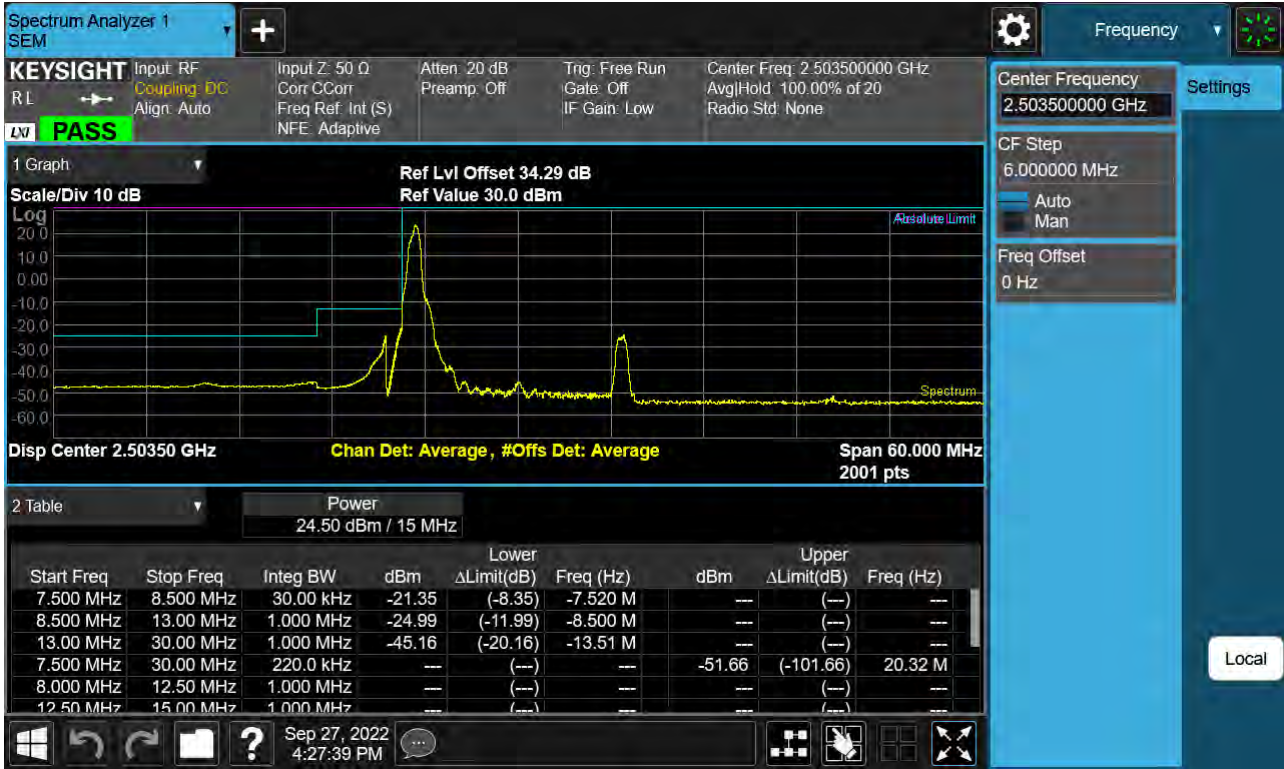 Spectrum Analyzer 1
SEM
Frequency
KEYSIGHT
R L
LXI PASS
Input: RF
Coupling: DC
Align: Auto
Input Z: 50 Ω
Corr CCorr
Freq Ref: Int (S)
NFE: Adaptive
Atten: 20 dB
Preamp: Off
Trig: Free Run
Gate: Off
IF Gain: Low
Center Freq: 2.503500000 GHz
Avg|Hold: 100.00% of 20
Radio Std: None
Center Frequency
2.503500000 GHz
Settings
CF Step
6.000000 MHz
Auto
Man
Freq Offset
0 Hz
Local
1 Graph
Scale/Div 10 dB
Ref Lvl Offset 34.29 dB
Ref Value 30.0 dBm
Log
20.0
10.0
0.00
-10.0
-20.0
-30.0
-40.0
-50.0
-60.0
Absolute Limit
Spectrum
Disp Center 2.50350 GHz
Chan Det: Average, #Offs Det: Average
Span 60.000 MHz
2001 pts
2 Table
Power
24.50 dBm / 15 MHz
Lower Upper
Start Freq Stop Freq Integ BW dBm ΔLimit(dB) Freq (Hz) dBm ΔLimit(dB) Freq (Hz)
7.500 MHz 8.500 MHz 30.00 kHz -21.35 (-8.35) -7.520 M --- (---) ---
8.500 MHz 13.00 MHz 1.000 MHz -24.99 (-11.99) -8.500 M --- (---) ---
13.00 MHz 30.00 MHz 1.000 MHz -45.16 (-20.16) -13.51 M --- (---) ---
7.500 MHz 30.00 MHz 220.0 kHz --- (---) --- -51.66 (-101.66) 20.32 M
8.000 MHz 12.50 MHz 1.000 MHz --- (---) --- --- (---) ---
12.50 MHz 15.00 MHz 1.000 MHz --- (---) --- --- (---) ---
?
Sep 27, 2022
4:27:39 PM